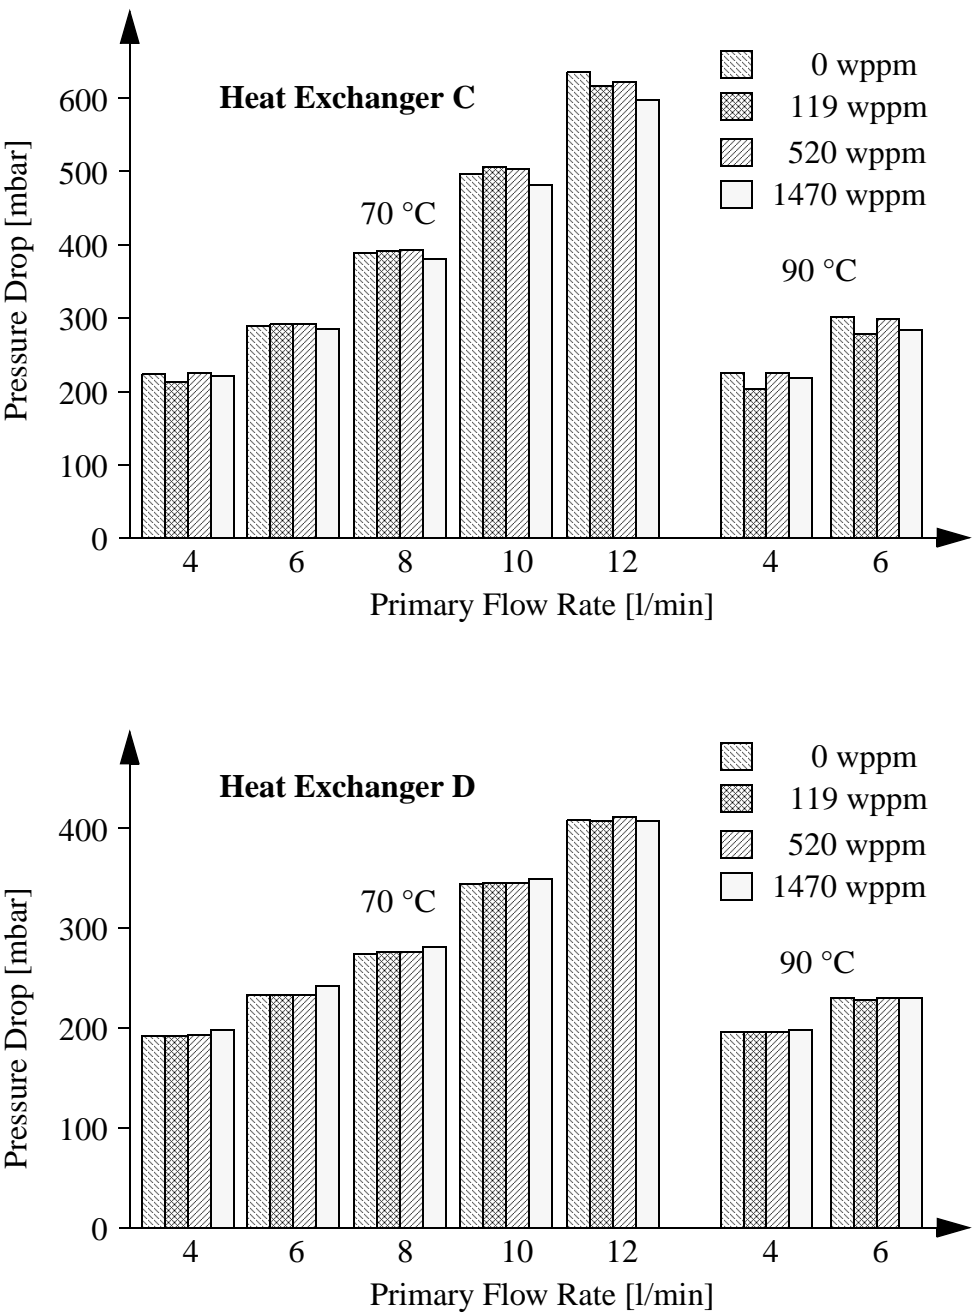 Heat Exchanger C
0 wppm
119 wppm
520 wppm
1470 wppm
70 °C
90 °C
Pressure Drop [mbar]
600
500
400
300
200
100
0
4 6 8 10 12 4 6
Primary Flow Rate [l/min]
Heat Exchanger D
0 wppm
119 wppm
520 wppm
1470 wppm
70 °C
90 °C
Pressure Drop [mbar]
400
300
200
100
0
4 6 8 10 12 4 6
Primary Flow Rate [l/min]